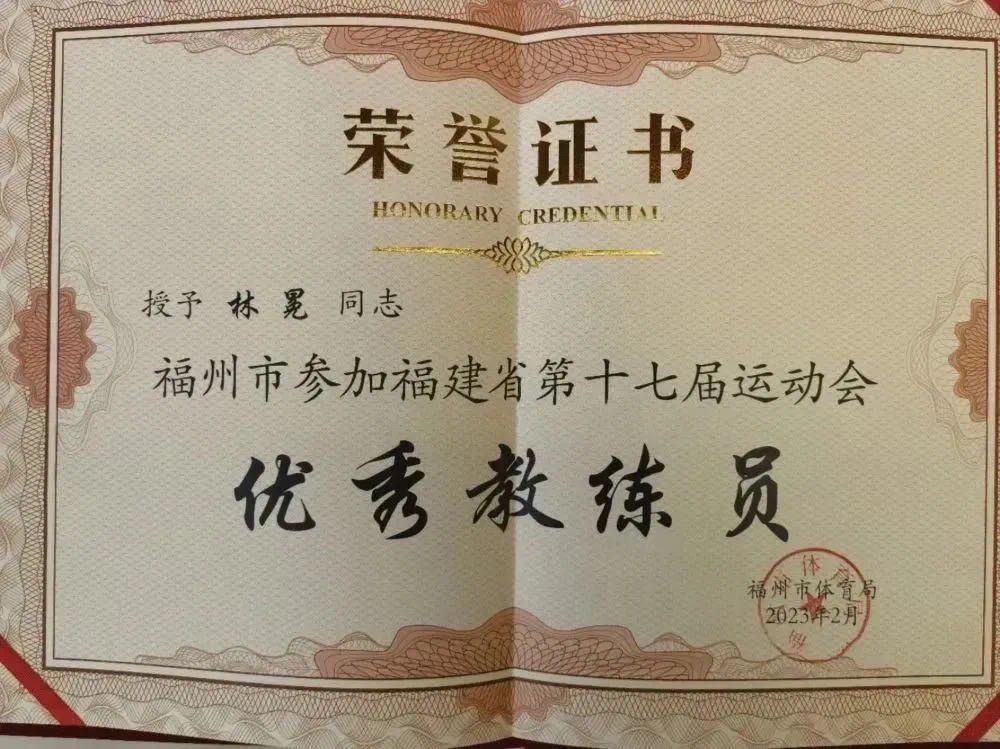 荣誉证书
HONORARY CREDENTIAL
授予 林晃 同志
福州市参加福建省第十七届运动会
优秀教练员
福州市体育局
2023年2月